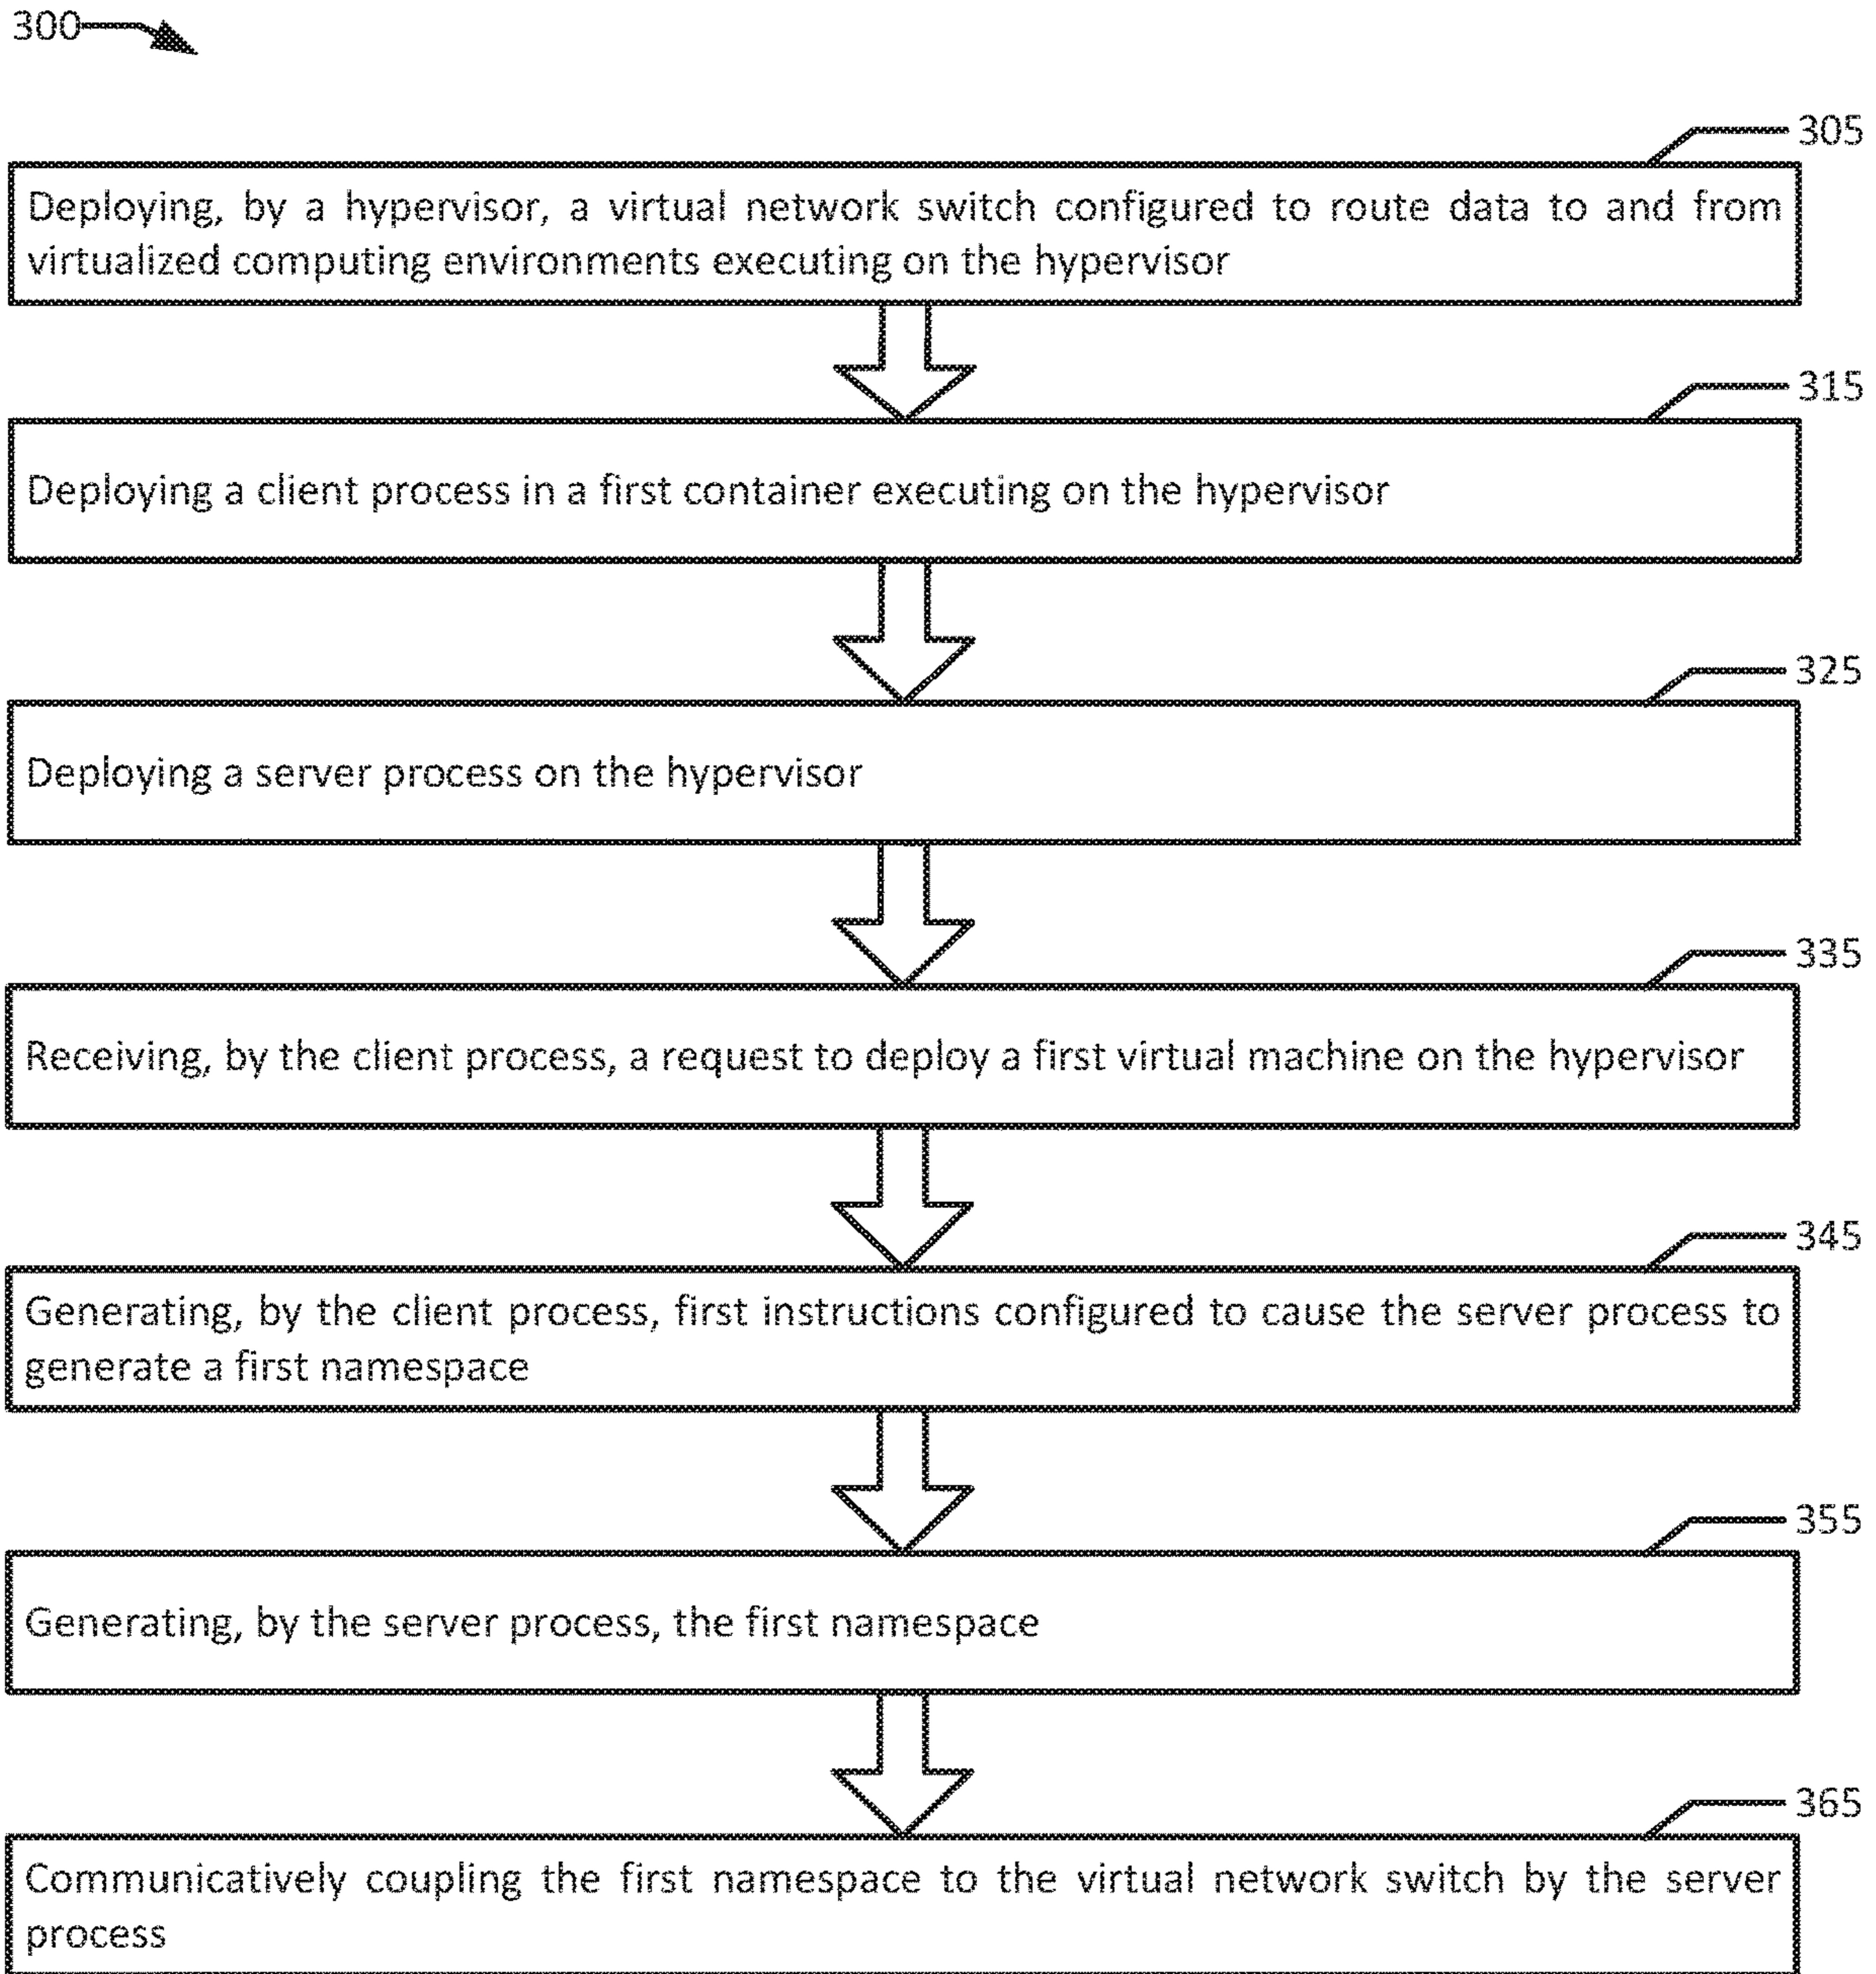 300
305
Deploying, by a hypervisor, a virtual network switch configured to route data to and from
virtualized computing environments executing on the hypervisor
315
Deploying a client process in a first container executing on the hypervisor
325
Deploying a server process on the hypervisor
335
Receiving, by the client process, a request to deploy a first virtual machine on the hypervisor
345
Generating, by the client process, first instructions configured to cause the server process to
generate a first namespace
355
Generating, by the server process, the first namespace
365
Communicatively coupling the first namespace to the virtual network switch by the server
process